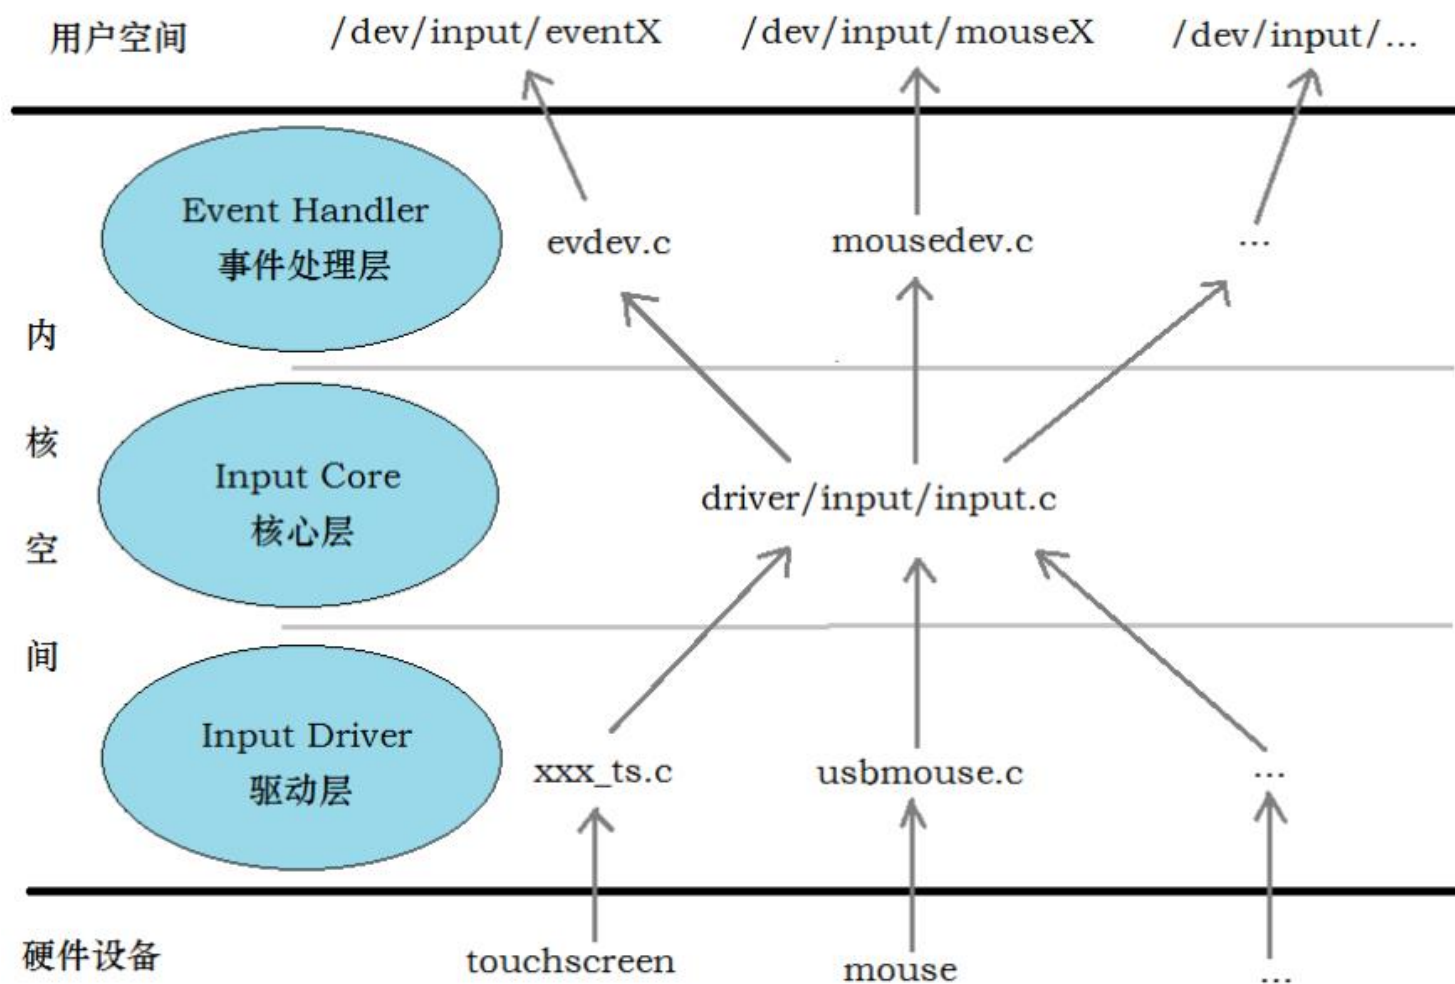 用户空间
/dev/input/eventX
/dev/input/mouseX
/dev/input/...
Event Handler
事件处理层
evdev.c
mousedev.c
...
内
核
空
间
Input Core
核心层
driver/input/input.c
Input Driver
驱动层
xxx_ts.c
usbmouse.c
...
硬件设备
touchscreen
mouse
...